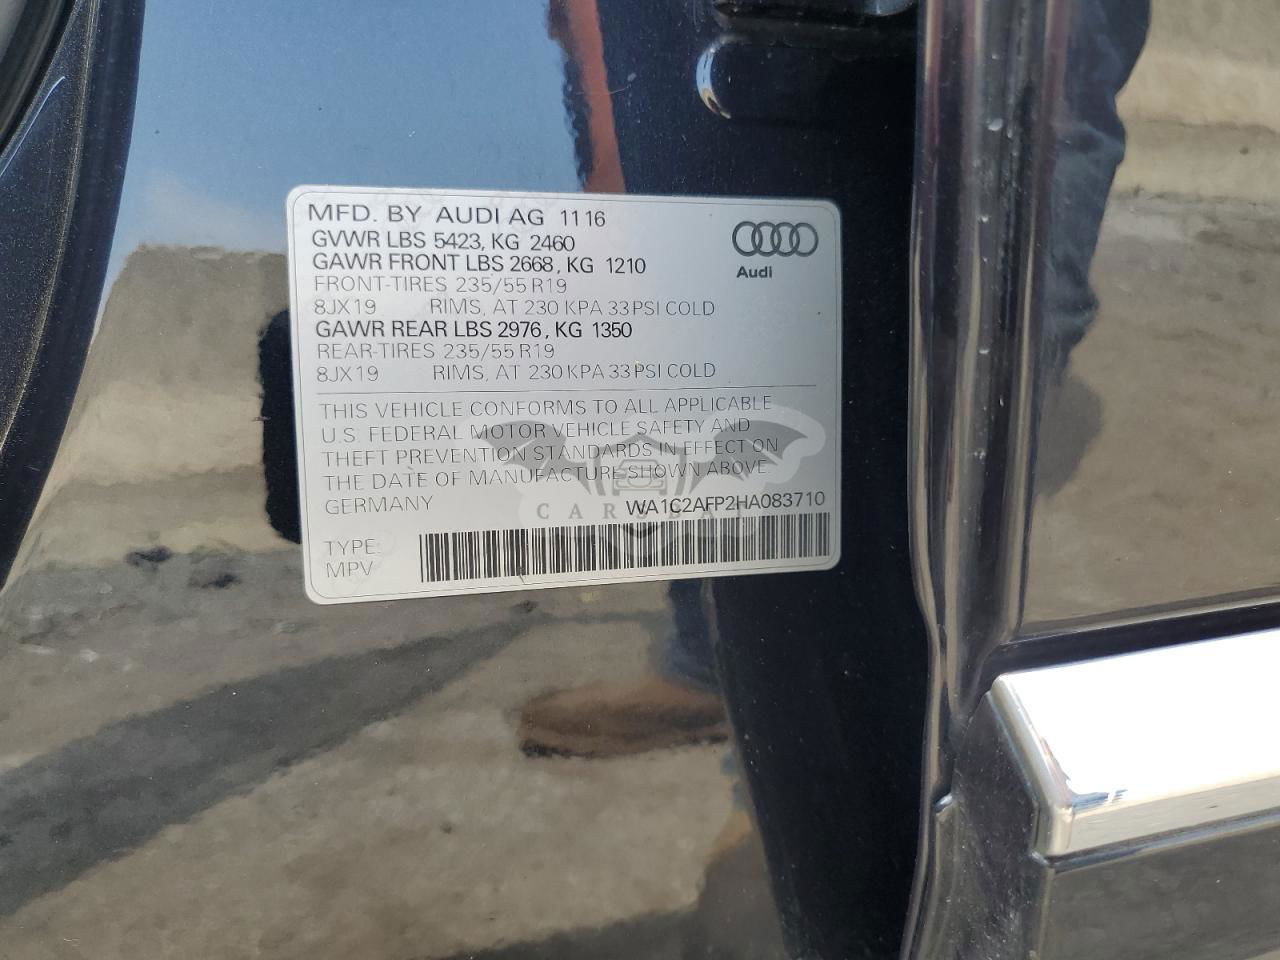 MFD. BY AUDI AG 1116
GVWR LBS 5423, KG 2460
GAWR FRONT LBS 2668, KG 1210
FRONT-TIRES 235/55 R19
8JX19 RIMS, AT 230 KPA 33 PSI COLD
GAWR REAR LBS 2976, KG 1350
REAR-TIRES 235/55 R19
8JX19 RIMS, AT 230 KPA 33 PSI COLD
Audi
THIS VEHICLE CONFORMS TO ALL APPLICABLE
U.S. FEDERAL MOTOR VEHICLE SAFETY AND
THEFT PREVENTION STANDARDS IN EFFECT ON
THE DATE OF MANUFACTURE SHOWN ABOVE
GERMANY WA1C2AFP2HA083710
TYPE:
MPV